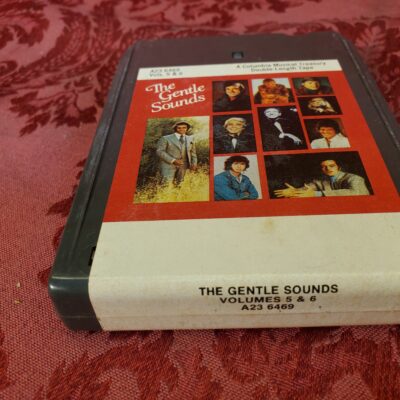 A23 6469
Vols. 5 & 6
A Columbia Musical Treasury
Double-Length Tape
The
Gentle
Sounds
THE GENTLE SOUNDS
VOLUMES 5 & 6
A23 6469